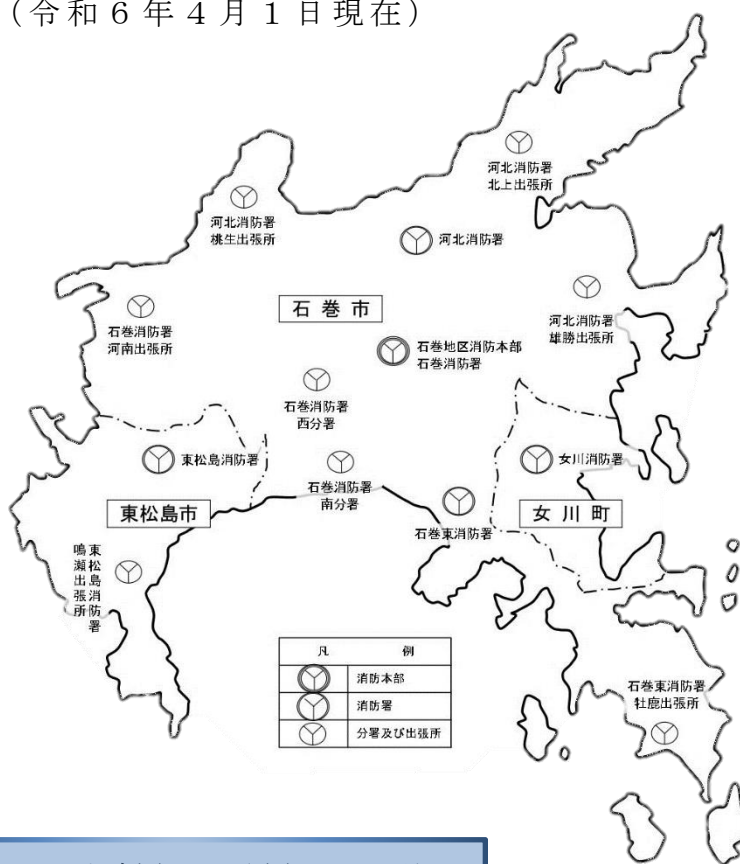 （令和６年４月１日現在）
河北消防署
北上出張所
河北消防署
桃生出張所
河北消防署
石巻市
石巻消防署
河南出張所
河北消防署
雄勝出張所
石巻地区消防本部
石巻消防署
石巻消防署
西分署
東松島消防署
石巻消防署
南分署
女川消防署
東松島市
石巻東消防署
女川町
東松島消防署
鳴瀬出張所
凡例
消防本部
消防署
分署及び出張所
石巻東消防署
牡鹿出張所